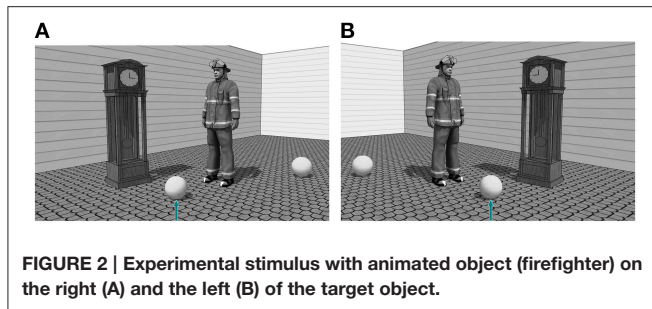 A
B
FIGURE 2 | Experimental stimulus with animated object (firefighter) on
the right (A) and the left (B) of the target object.